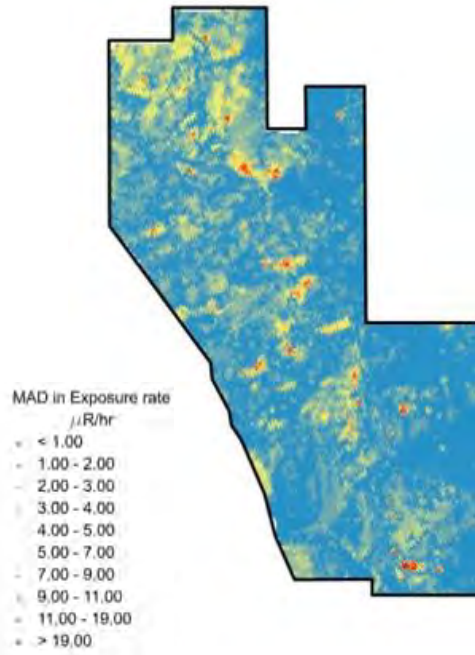 MAD in Exposure rate
μR/hr
< 1.00
1.00 - 2.00
2.00 - 3.00
3.00 - 4.00
4.00 - 5.00
5.00 - 7.00
7.00 - 9.00
9.00 - 11.00
11.00 - 19.00
> 19.00